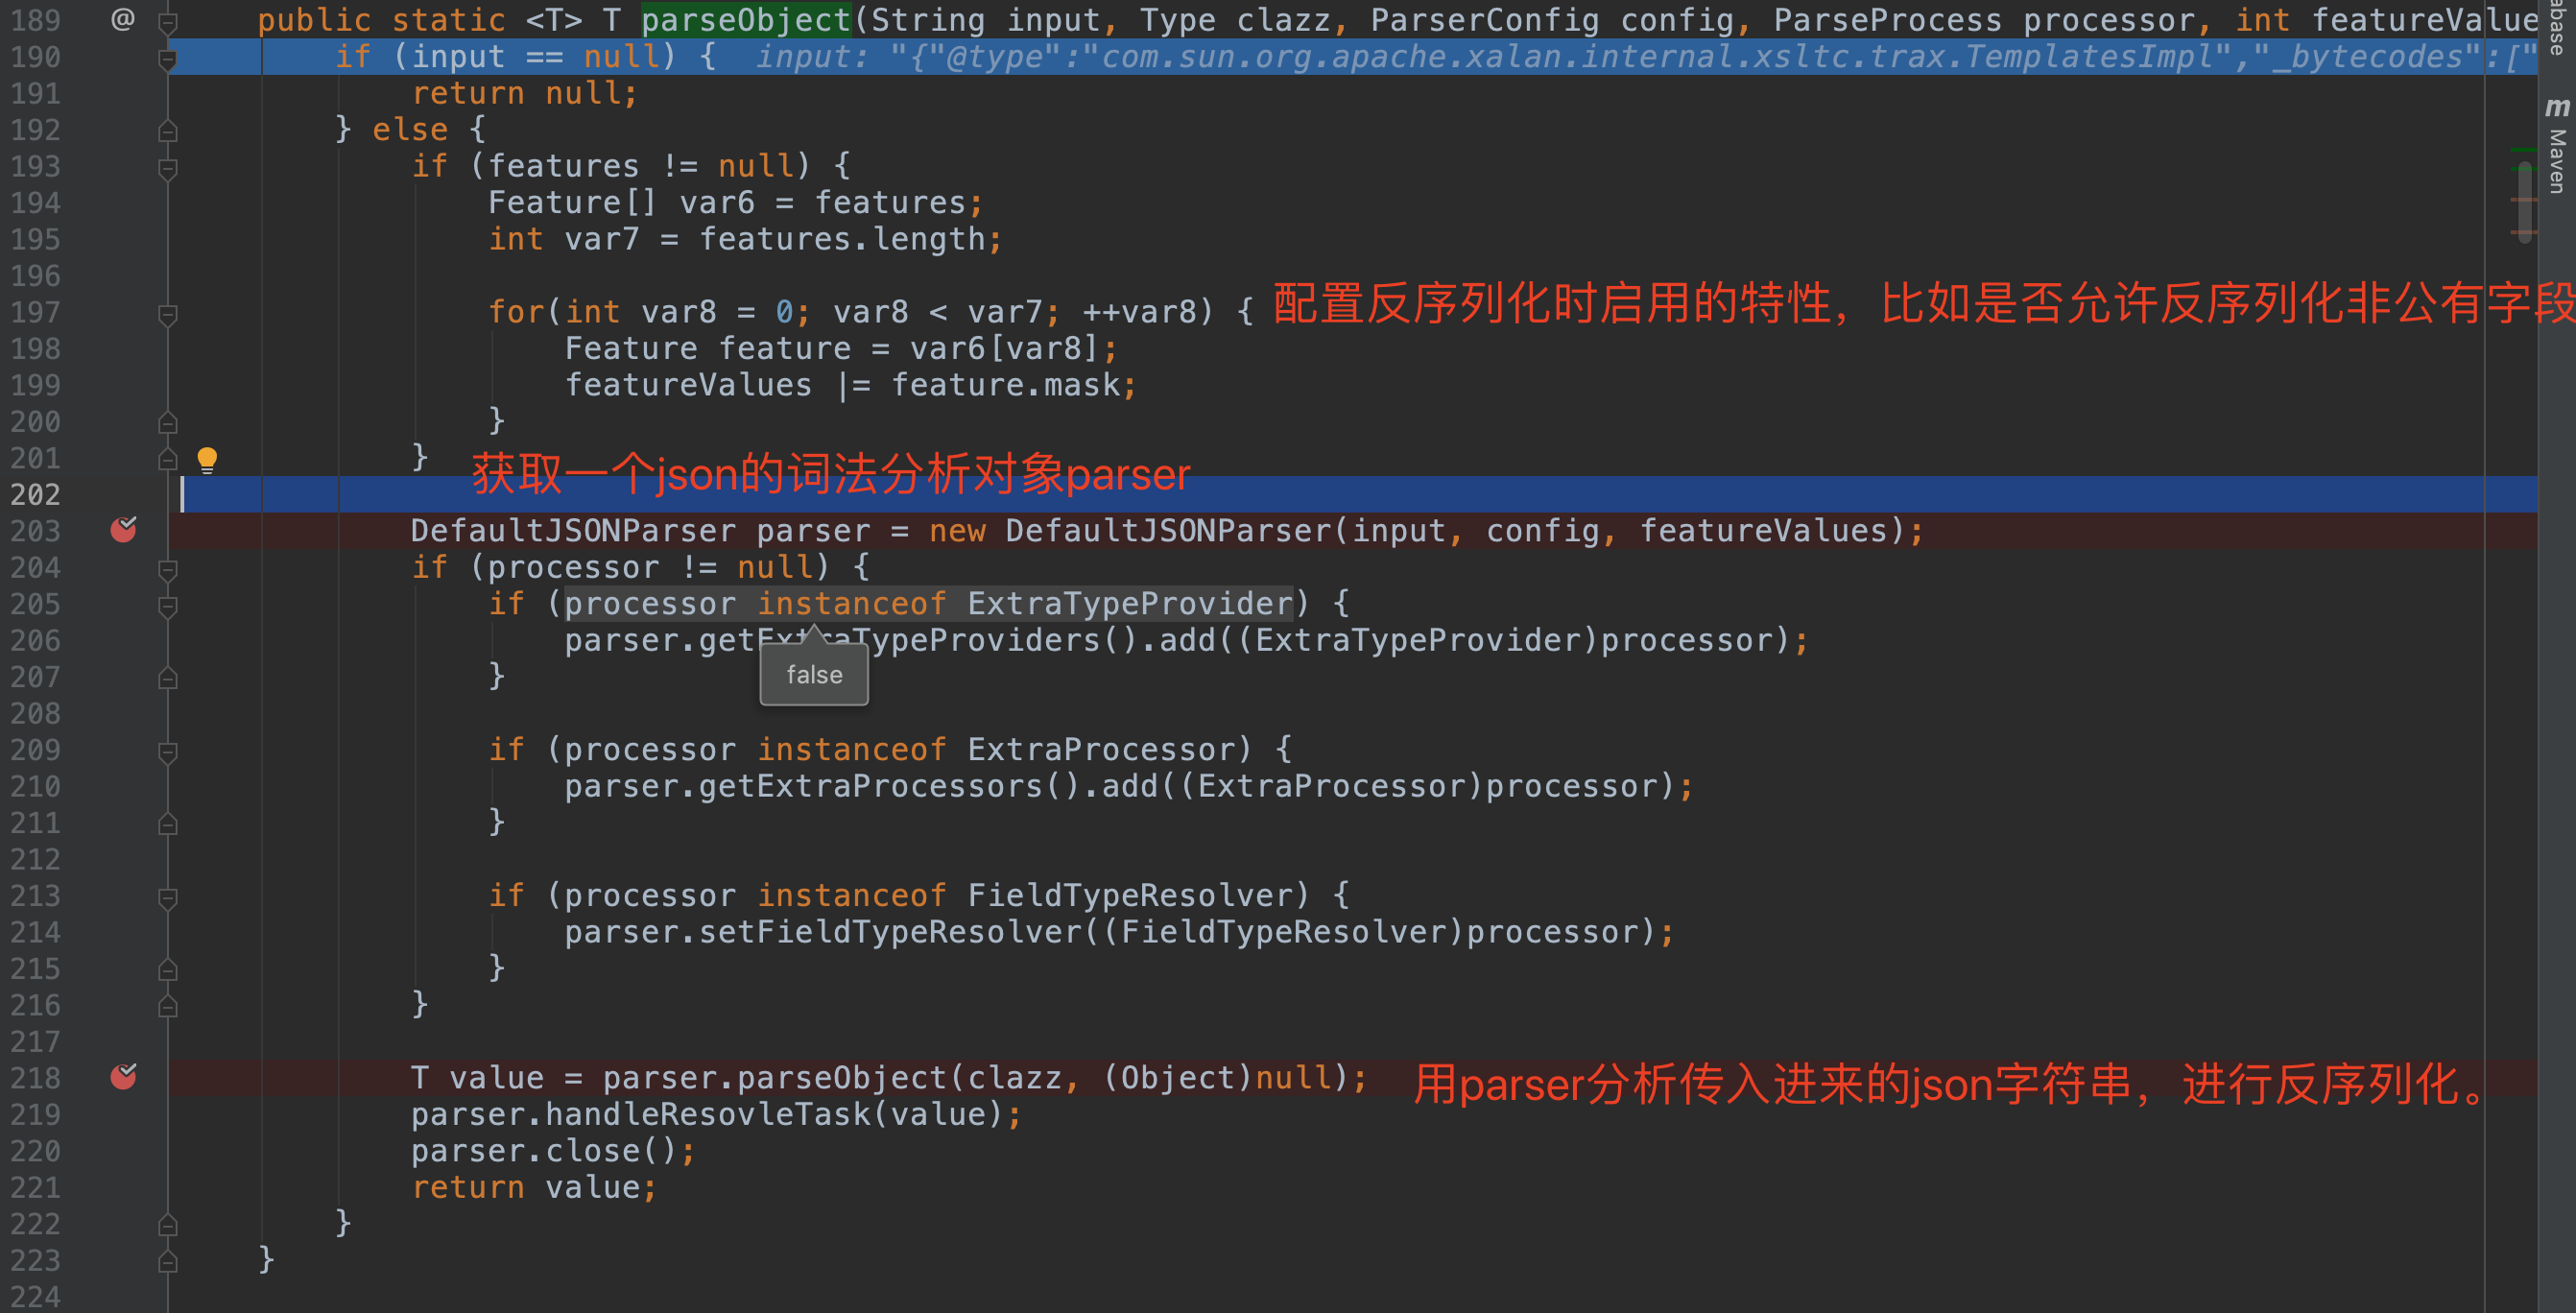 189 @ public static <T> T parseObject(String input, Type clazz, ParserConfig config, ParseProcess processor, int featureValue
190 if (input == null) { input: "{"@type":"com.sun.org.apache.xalan.internal.xsltc.trax.TemplatesImpl","_bytecodes":["
191 return null;
192 } else {
193 if (features != null) {
194 Feature[] var6 = features;
195 int var7 = features.length;
196
197 for(int var8 = 0; var8 < var7; ++var8) { 配置反序列化时启用的特性，比如是否允许反序列化非公有字段
198 Feature feature = var6[var8];
199 featureValues |= feature.mask;
200 }
201 }
获取一个json的词法分析对象parser
202
203 DefaultJSONParser parser = new DefaultJSONParser(input, config, featureValues);
204 if (processor != null) {
205 if (processor instanceof ExtraTypeProvider) {
206 parser.getExtraTypeProviders().add((ExtraTypeProvider)processor);
false
207 }
208
209 if (processor instanceof ExtraProcessor) {
210 parser.getExtraProcessors().add((ExtraProcessor)processor);
211 }
212
213 if (processor instanceof FieldTypeResolver) {
214 parser.setFieldTypeResolver((FieldTypeResolver)processor);
215 }
216 }
217
218 T value = parser.parseObject(clazz, (Object)null); 用parser分析传入进来的json字符串，进行反序列化。
219 parser.handleResovleTask(value);
220 parser.close();
221 return value;
222 }
223 }
224
abase
m Maven